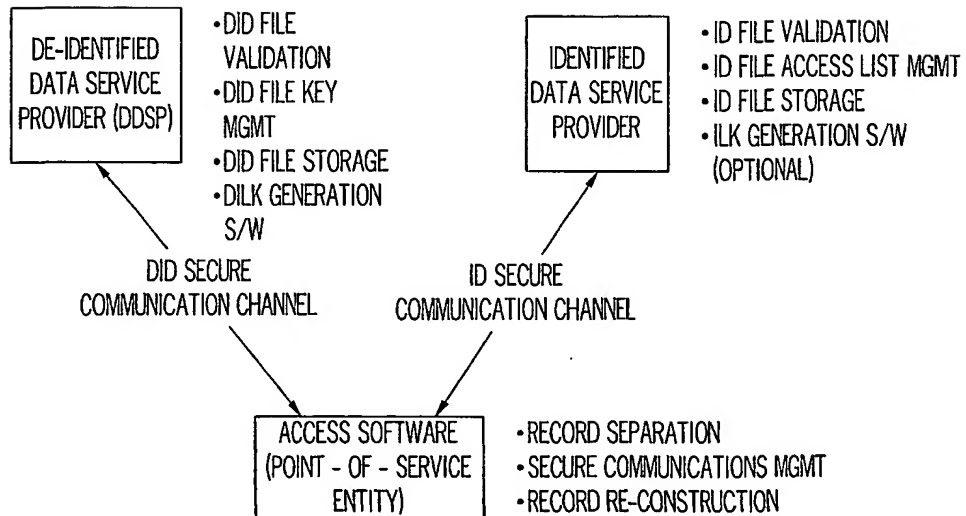 DE-IDENTIFIED
DATA SERVICE
PROVIDER (DDSP)
•DID FILE
VALIDATION
•DID FILE KEY
MGMT
•DID FILE STORAGE
•DILK GENERATION
S/W
IDENTIFIED
DATA SERVICE
PROVIDER
•ID FILE VALIDATION
•ID FILE ACCESS LIST MGMT
•ID FILE STORAGE
•ILK GENERATION S/W
(OPTIONAL)
DID SECURE
COMMUNICATION CHANNEL
ID SECURE
COMMUNICATION CHANNEL
ACCESS SOFTWARE
(POINT - OF - SERVICE
ENTITY)
•RECORD SEPARATION
•SECURE COMMUNICATIONS MGMT
•RECORD RE-CONSTRUCTION